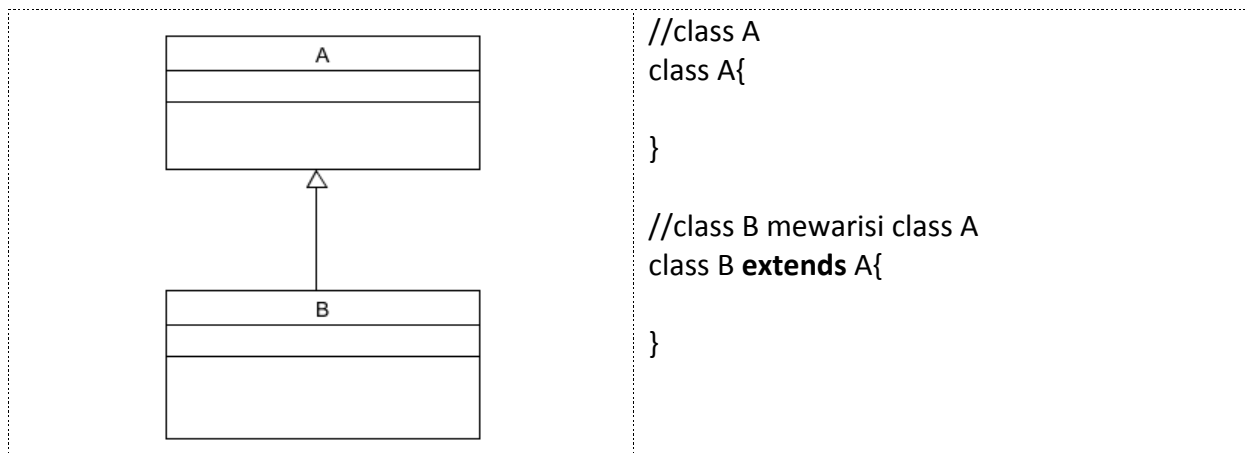 A
B
//class A
class A{
}
//class B mewarisi class A
class B extends A{
}